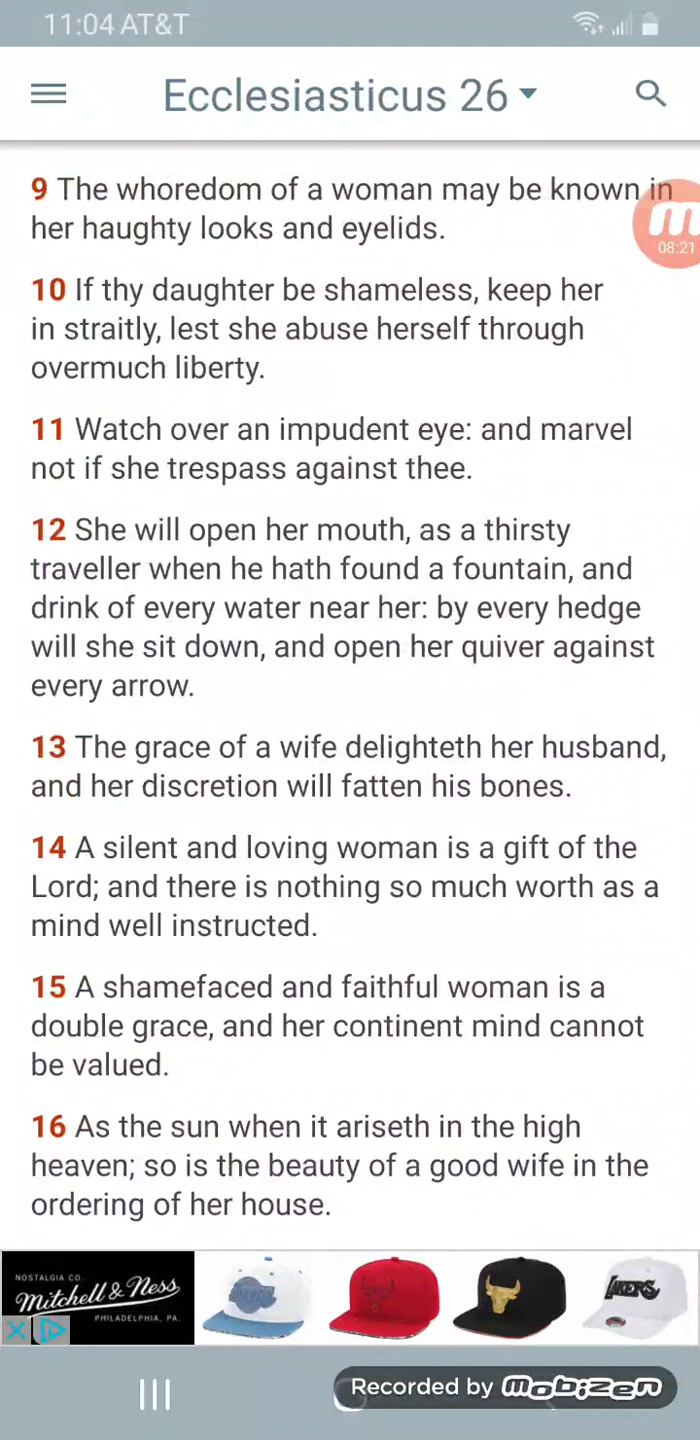 11:04 AT&T
Ecclesiasticus 26
9 The whoredom of a woman may be known in
her haughty looks and eyelids.
m
08:21
10 If thy daughter be shameless, keep her
in straitly, lest she abuse herself through
overmuch liberty.
11 Watch over an impudent eye: and marvel
not if she trespass against thee.
12 She will open her mouth, as a thirsty
traveller when he hath found a fountain, and
drink of every water near her: by every hedge
will she sit down, and open her quiver against
every arrow.
13 The grace of a wife delighteth her husband,
and her discretion will fatten his bones.
14 A silent and loving woman is a gift of the
Lord; and there is nothing so much worth as a
mind well instructed.
15 A shamefaced and faithful woman is a
double grace, and her continent mind cannot
be valued.
16 As the sun when it ariseth in the high
heaven; so is the beauty of a good wife in the
ordering of her house.
NOSTALGIA CO.
Mitchell & Ness
PHILADELPHIA, PA.
LAKERS
Recorded by mobizen